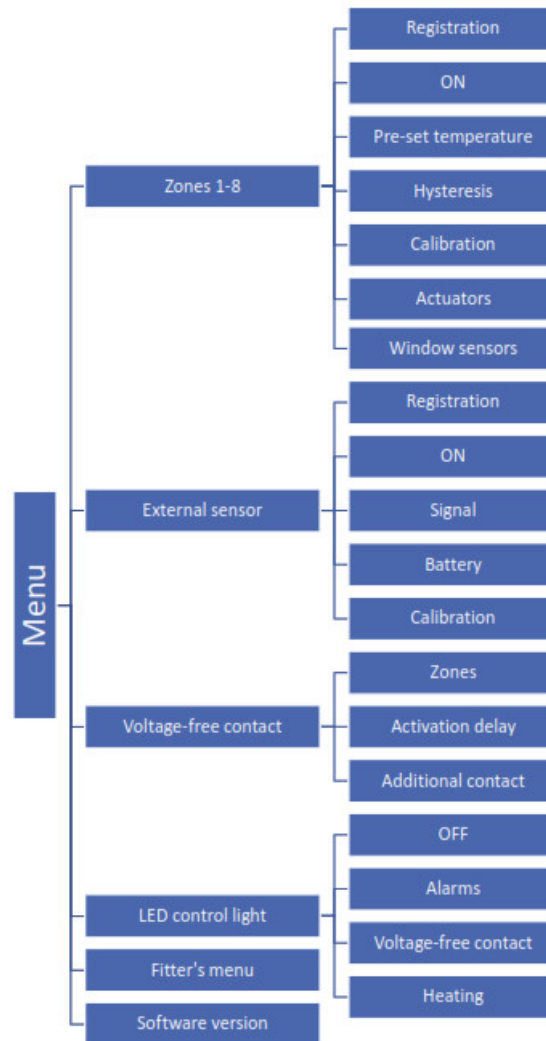 Menu
Zones 1-8
Registration
ON
Pre-set temperature
Hysteresis
Calibration
Actuators
Window sensors
External sensor
Registration
ON
Signal
Battery
Calibration
Voltage-free contact
Zones
Activation delay
Additional contact
LED control light
OFF
Alarms
Voltage-free contact
Heating
Fitter's menu
Software version